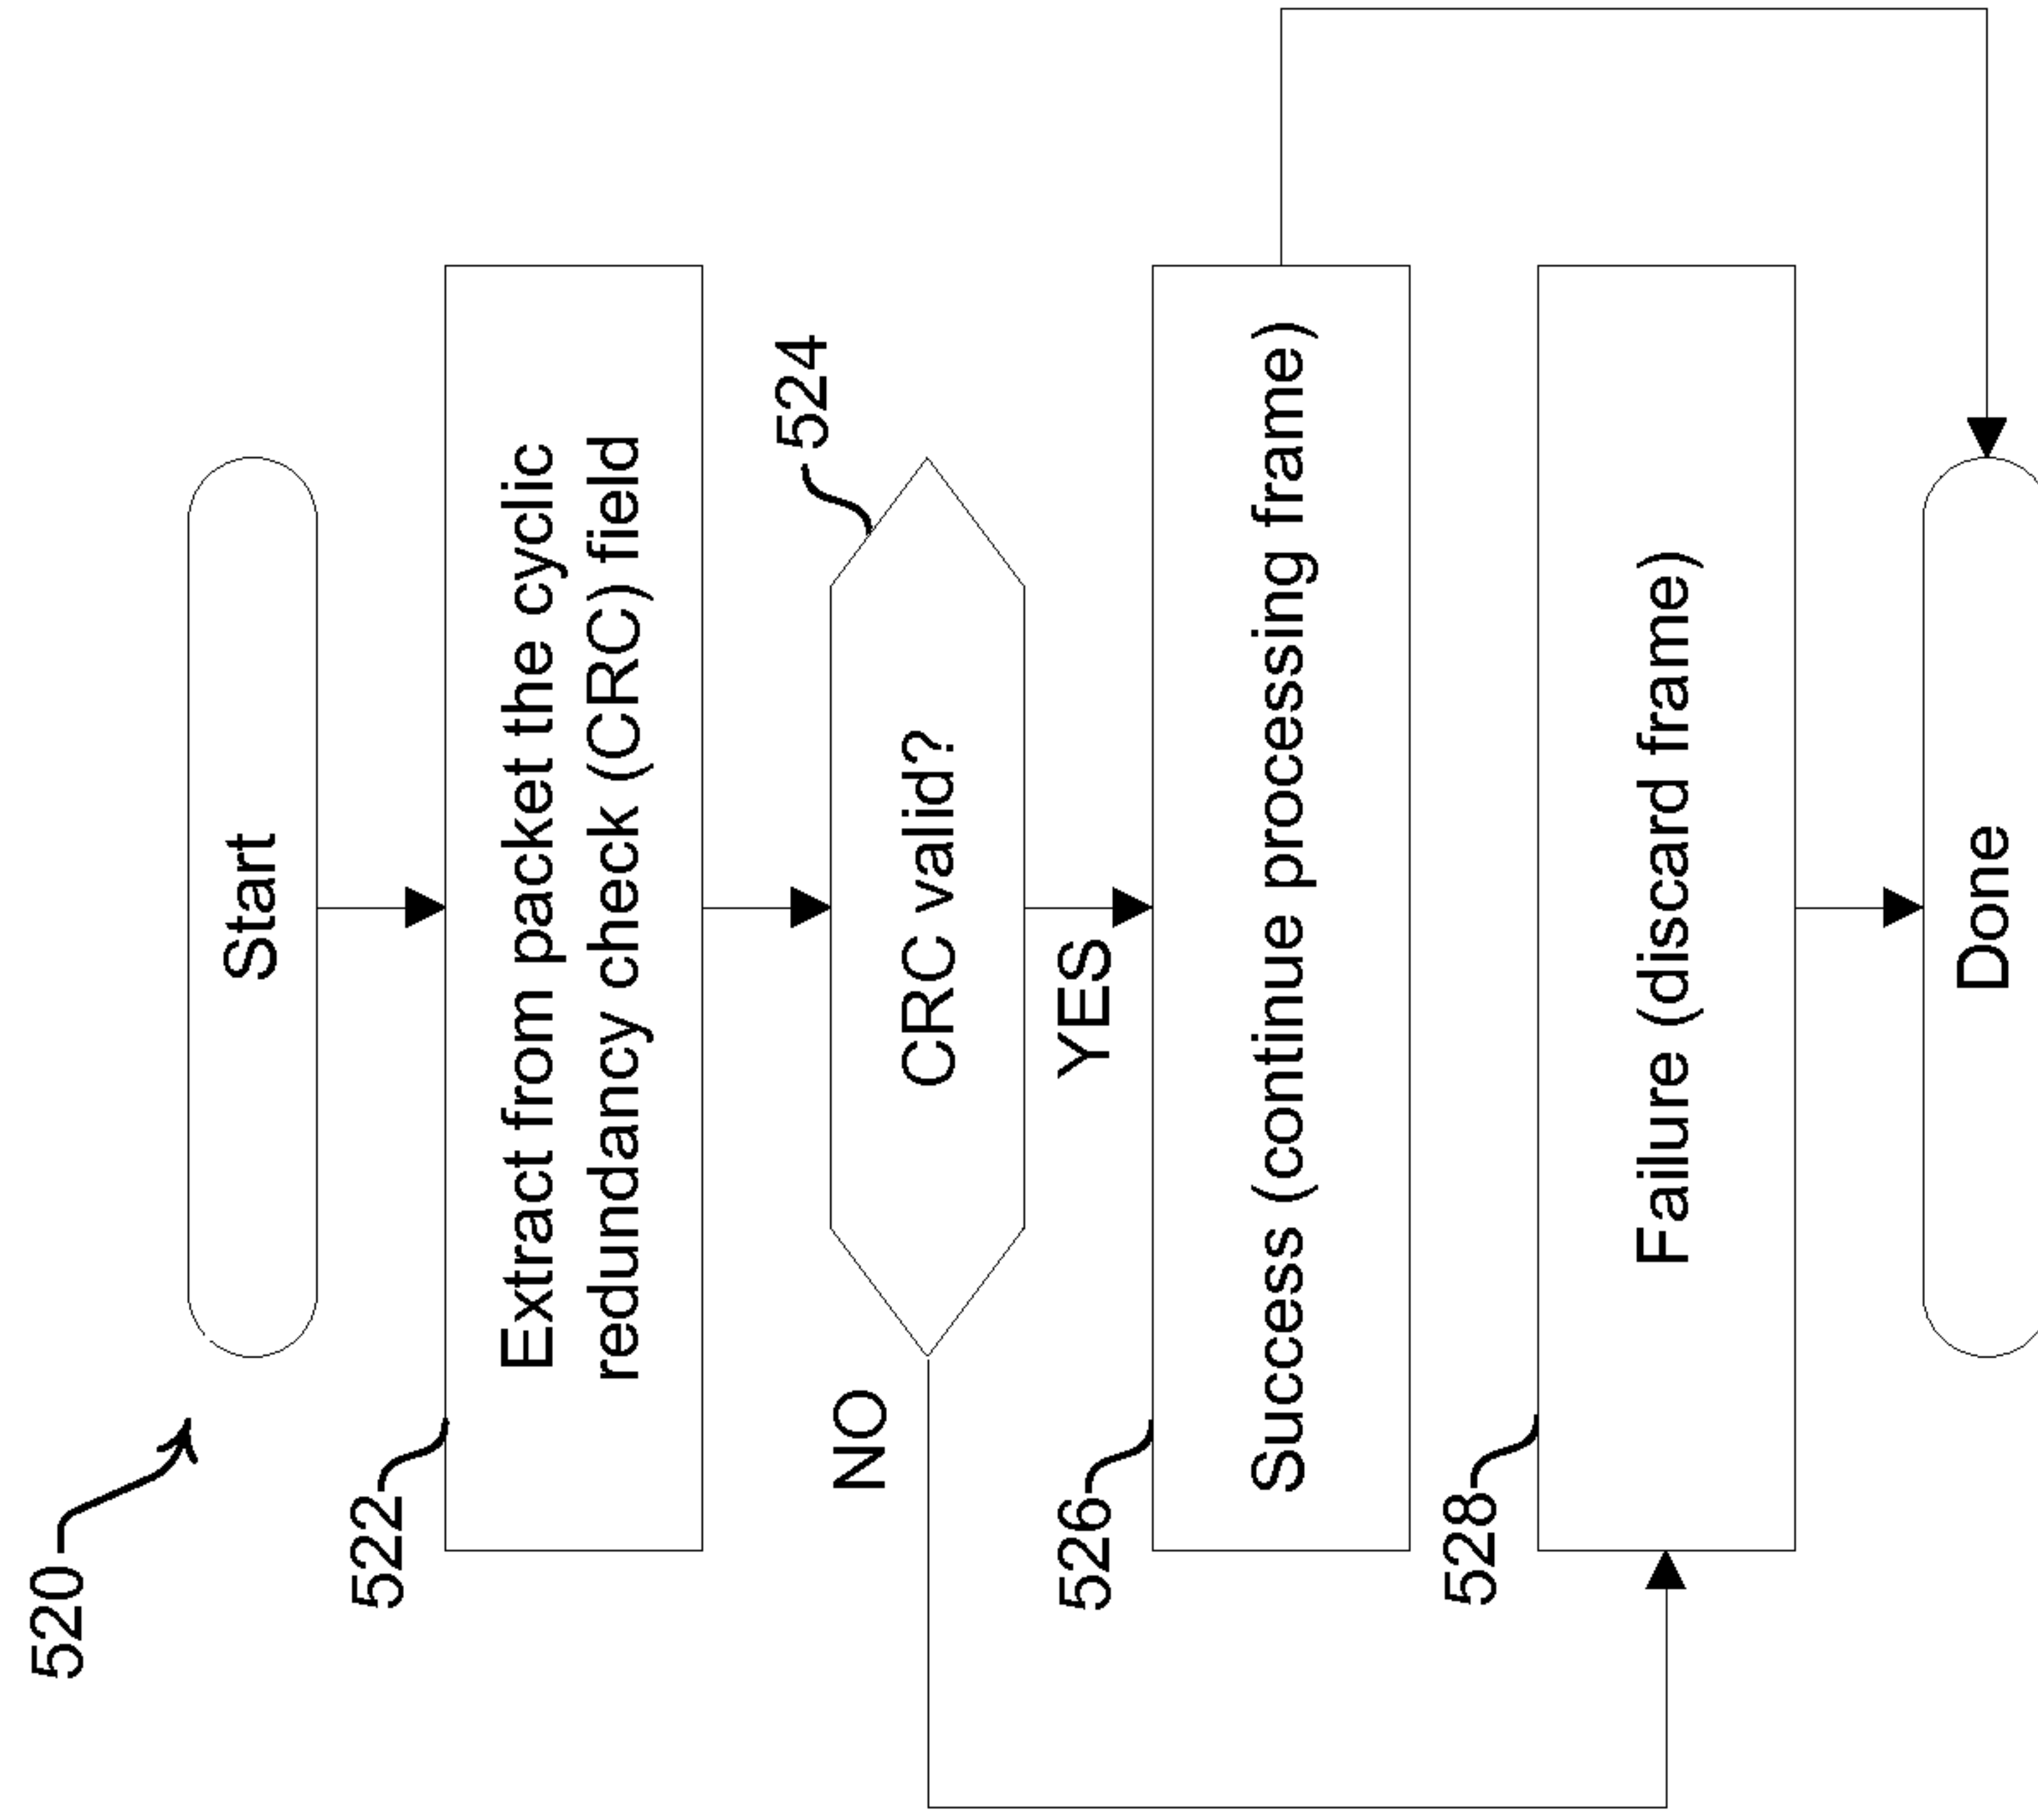 520
Start
522
Extract from packet the cyclic
redundancy check (CRC) field
524
CRC valid?
NO
YES
526
Success (continue processing frame)
528
Failure (discard frame)
Done